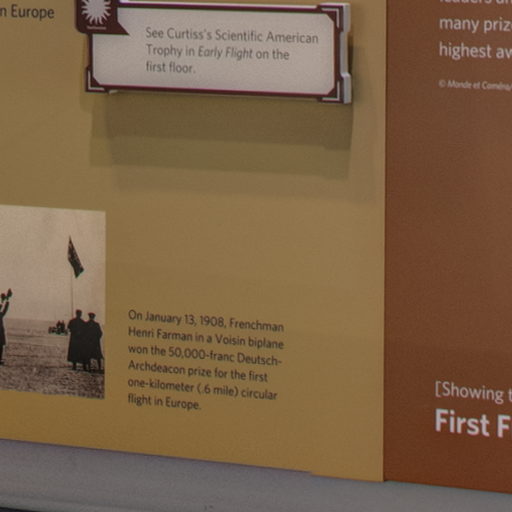 n Europe
See Curtiss's Scientific American
Trophy in Early Flight on the
first floor.
many priz
highest aw
© Monde et Caméra
On January 13, 1908, Frenchman
Henri Farman in a Voisin biplane
won the 50,000-franc Deutsch-
Archdeacon prize for the first
one-kilometer (.6 mile) circular
flight in Europe.
[Showing t
First F